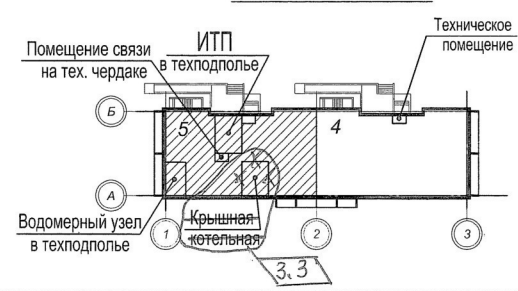 Техническое
помещение
Помещение связи
на тех. чердаке
ИТП
в техподполье
Б
5
4
А
Водомерный узел
в техподполье
Крышная
котельная
1
2
3
3.3